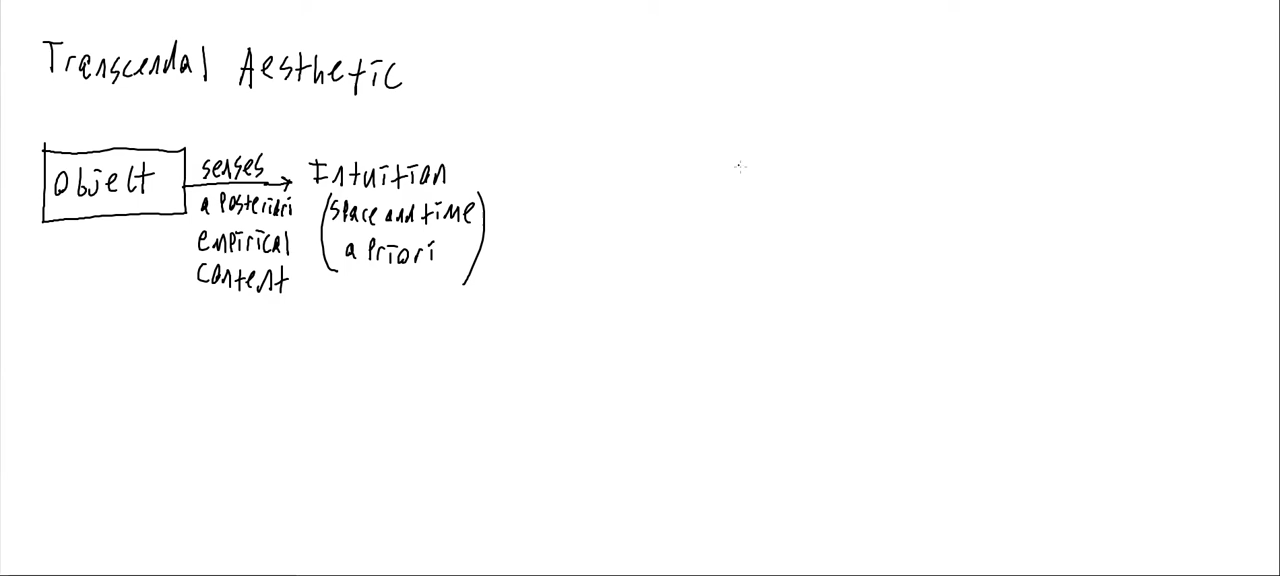 Transcendal Aesthetic
Object
senses
a Posteriori
empirical
content
Intuition
(space and time
a Priori)